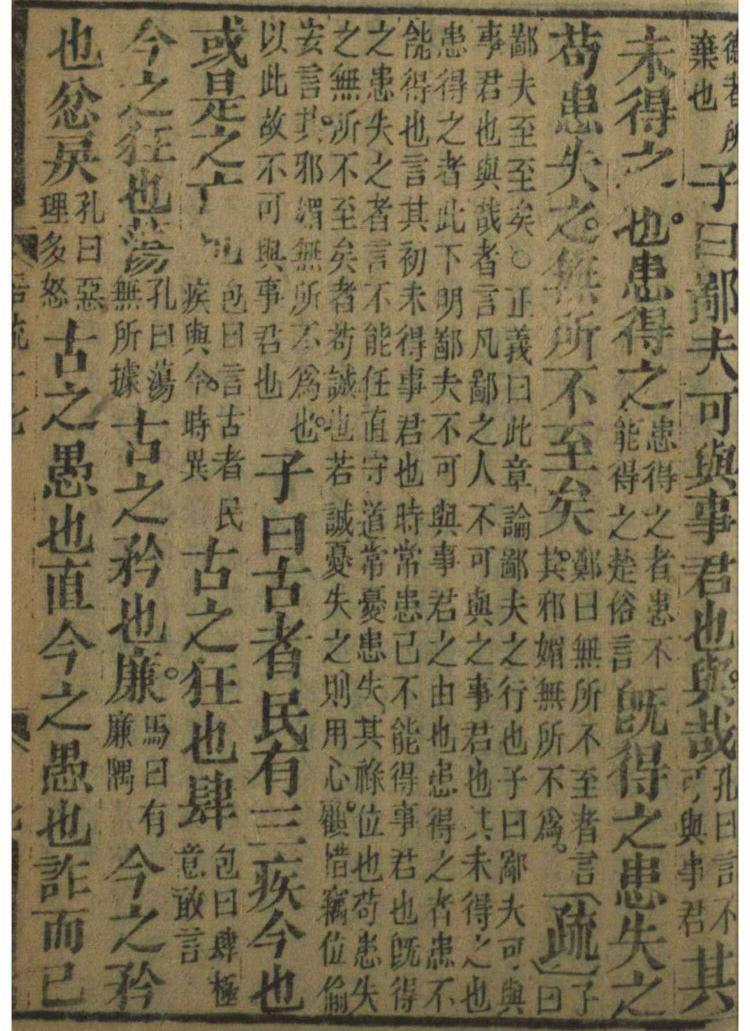 德者所棄也子曰鄙夫可與事君也與哉孔曰言不可與事君其
未得之也患得之患得之者患不能得之楚俗言旣得之患失之
苟患失之無所不至矣鄭曰無所不至者言其邪媚無所不爲疏子曰
鄙夫至至矣○正義曰此章論鄙夫之行也子曰鄙夫可與
事君也與哉者言凡鄙之人不可與之事君也其未得之也
患得之者此下明鄙夫不可與事君之由也患得之者患不
能得也言其初未得事君也時常患己不能得事君也旣得
之患失之者言不能任直守道常憂患失其祿位也苟患失
之無所不至矣者苟誠也若誠憂失之則用心顧惜竊位偷
安言其邪媚無所不爲也
以此故不可與事君也子曰古者民有三疾今也
或是之亡也包曰言古者民疾與今時異古之狂也肆包曰肆極意敢言
今之狂也蕩孔曰蕩無所據古之矜也廉馬曰有廉隅今之矜
也忿戾孔曰惡理多怒古之愚也直今之愚也詐而已